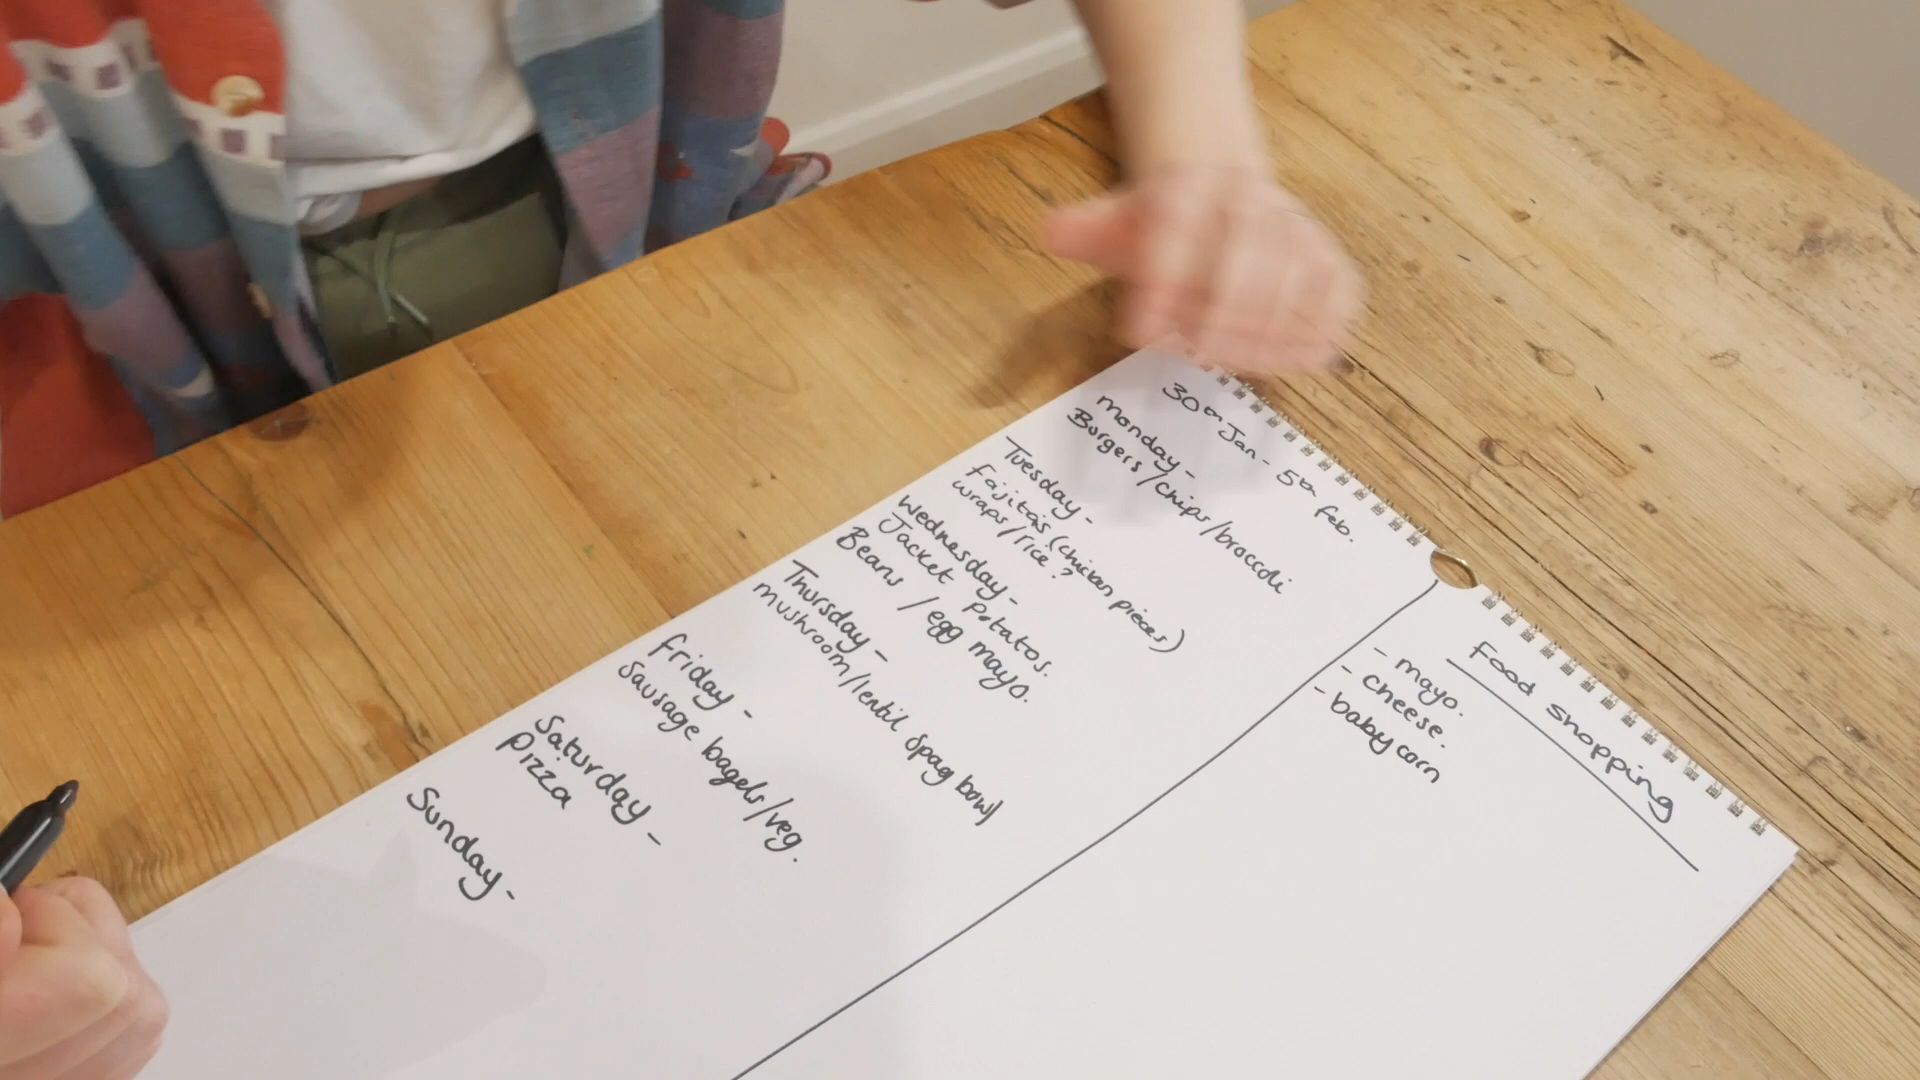 30th Jan - 5th feb.
Monday -
Burgers/chips/broccoli
Tuesday -
Fajitas (chicken pieces)
wraps/rice?
Wednesday -
Jacket potatos.
Beans / egg mayo.
Thursday -
mushroom/lentil spag bowl
friday -
Sausage bagels/veg.
Saturday -
Pizza
Sunday -
Food shopping
- mayo.
- cheese.
- baby corn